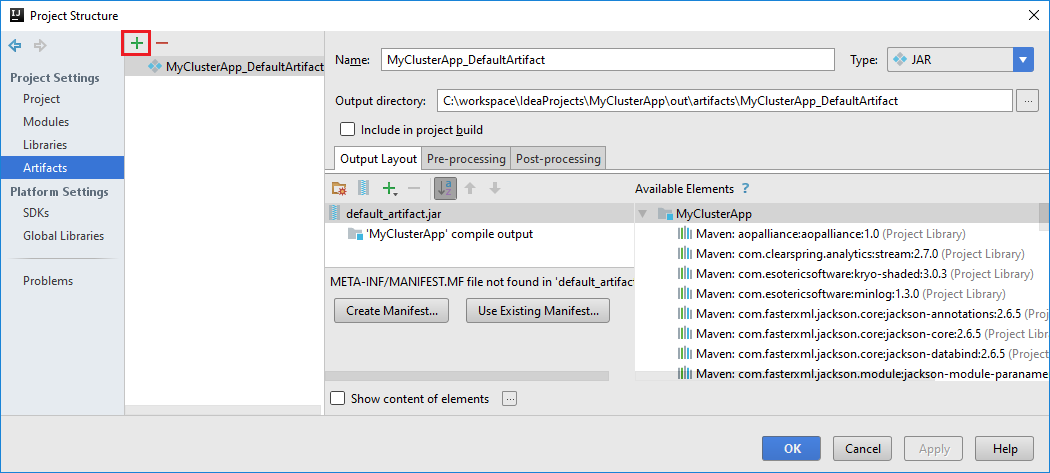 Project Structure
Project Settings
Project
Modules
Libraries
Artifacts
Platform Settings
SDKs
Global Libraries
Problems
MyClusterApp_DefaultArtifact
Name: MyClusterApp_DefaultArtifact
Type: JAR
Output directory: C:\workspace\IdeaProjects\MyClusterApp\out\artifacts\MyClusterApp_DefaultArtifact ...
Include in project build
Output Layout Pre-processing Post-processing
Available Elements ?
default_artifact.jar
'MyClusterApp' compile output
META-INF/MANIFEST.MF file not found in 'default_artifac
Create Manifest... Use Existing Manifest...
MyClusterApp
Maven: aopalliance:aopalliance:1.0 (Project Library)
Maven: com.clearspring.analytics:stream:2.7.0 (Project Library)
Maven: com.esotericsoftware:kryo-shaded:3.0.3 (Project Library)
Maven: com.esotericsoftware:minlog:1.3.0 (Project Library)
Maven: com.fasterxml.jackson.core:jackson-annotations:2.6.5 (Proje
Maven: com.fasterxml.jackson.core:jackson-core:2.6.5 (Project Libra
Maven: com.fasterxml.jackson.core:jackson-databind:2.6.5 (Project
Maven: com.fasterxml.jackson.module:jackson-module-paraname
Show content of elements ...
OK Cancel Apply Help